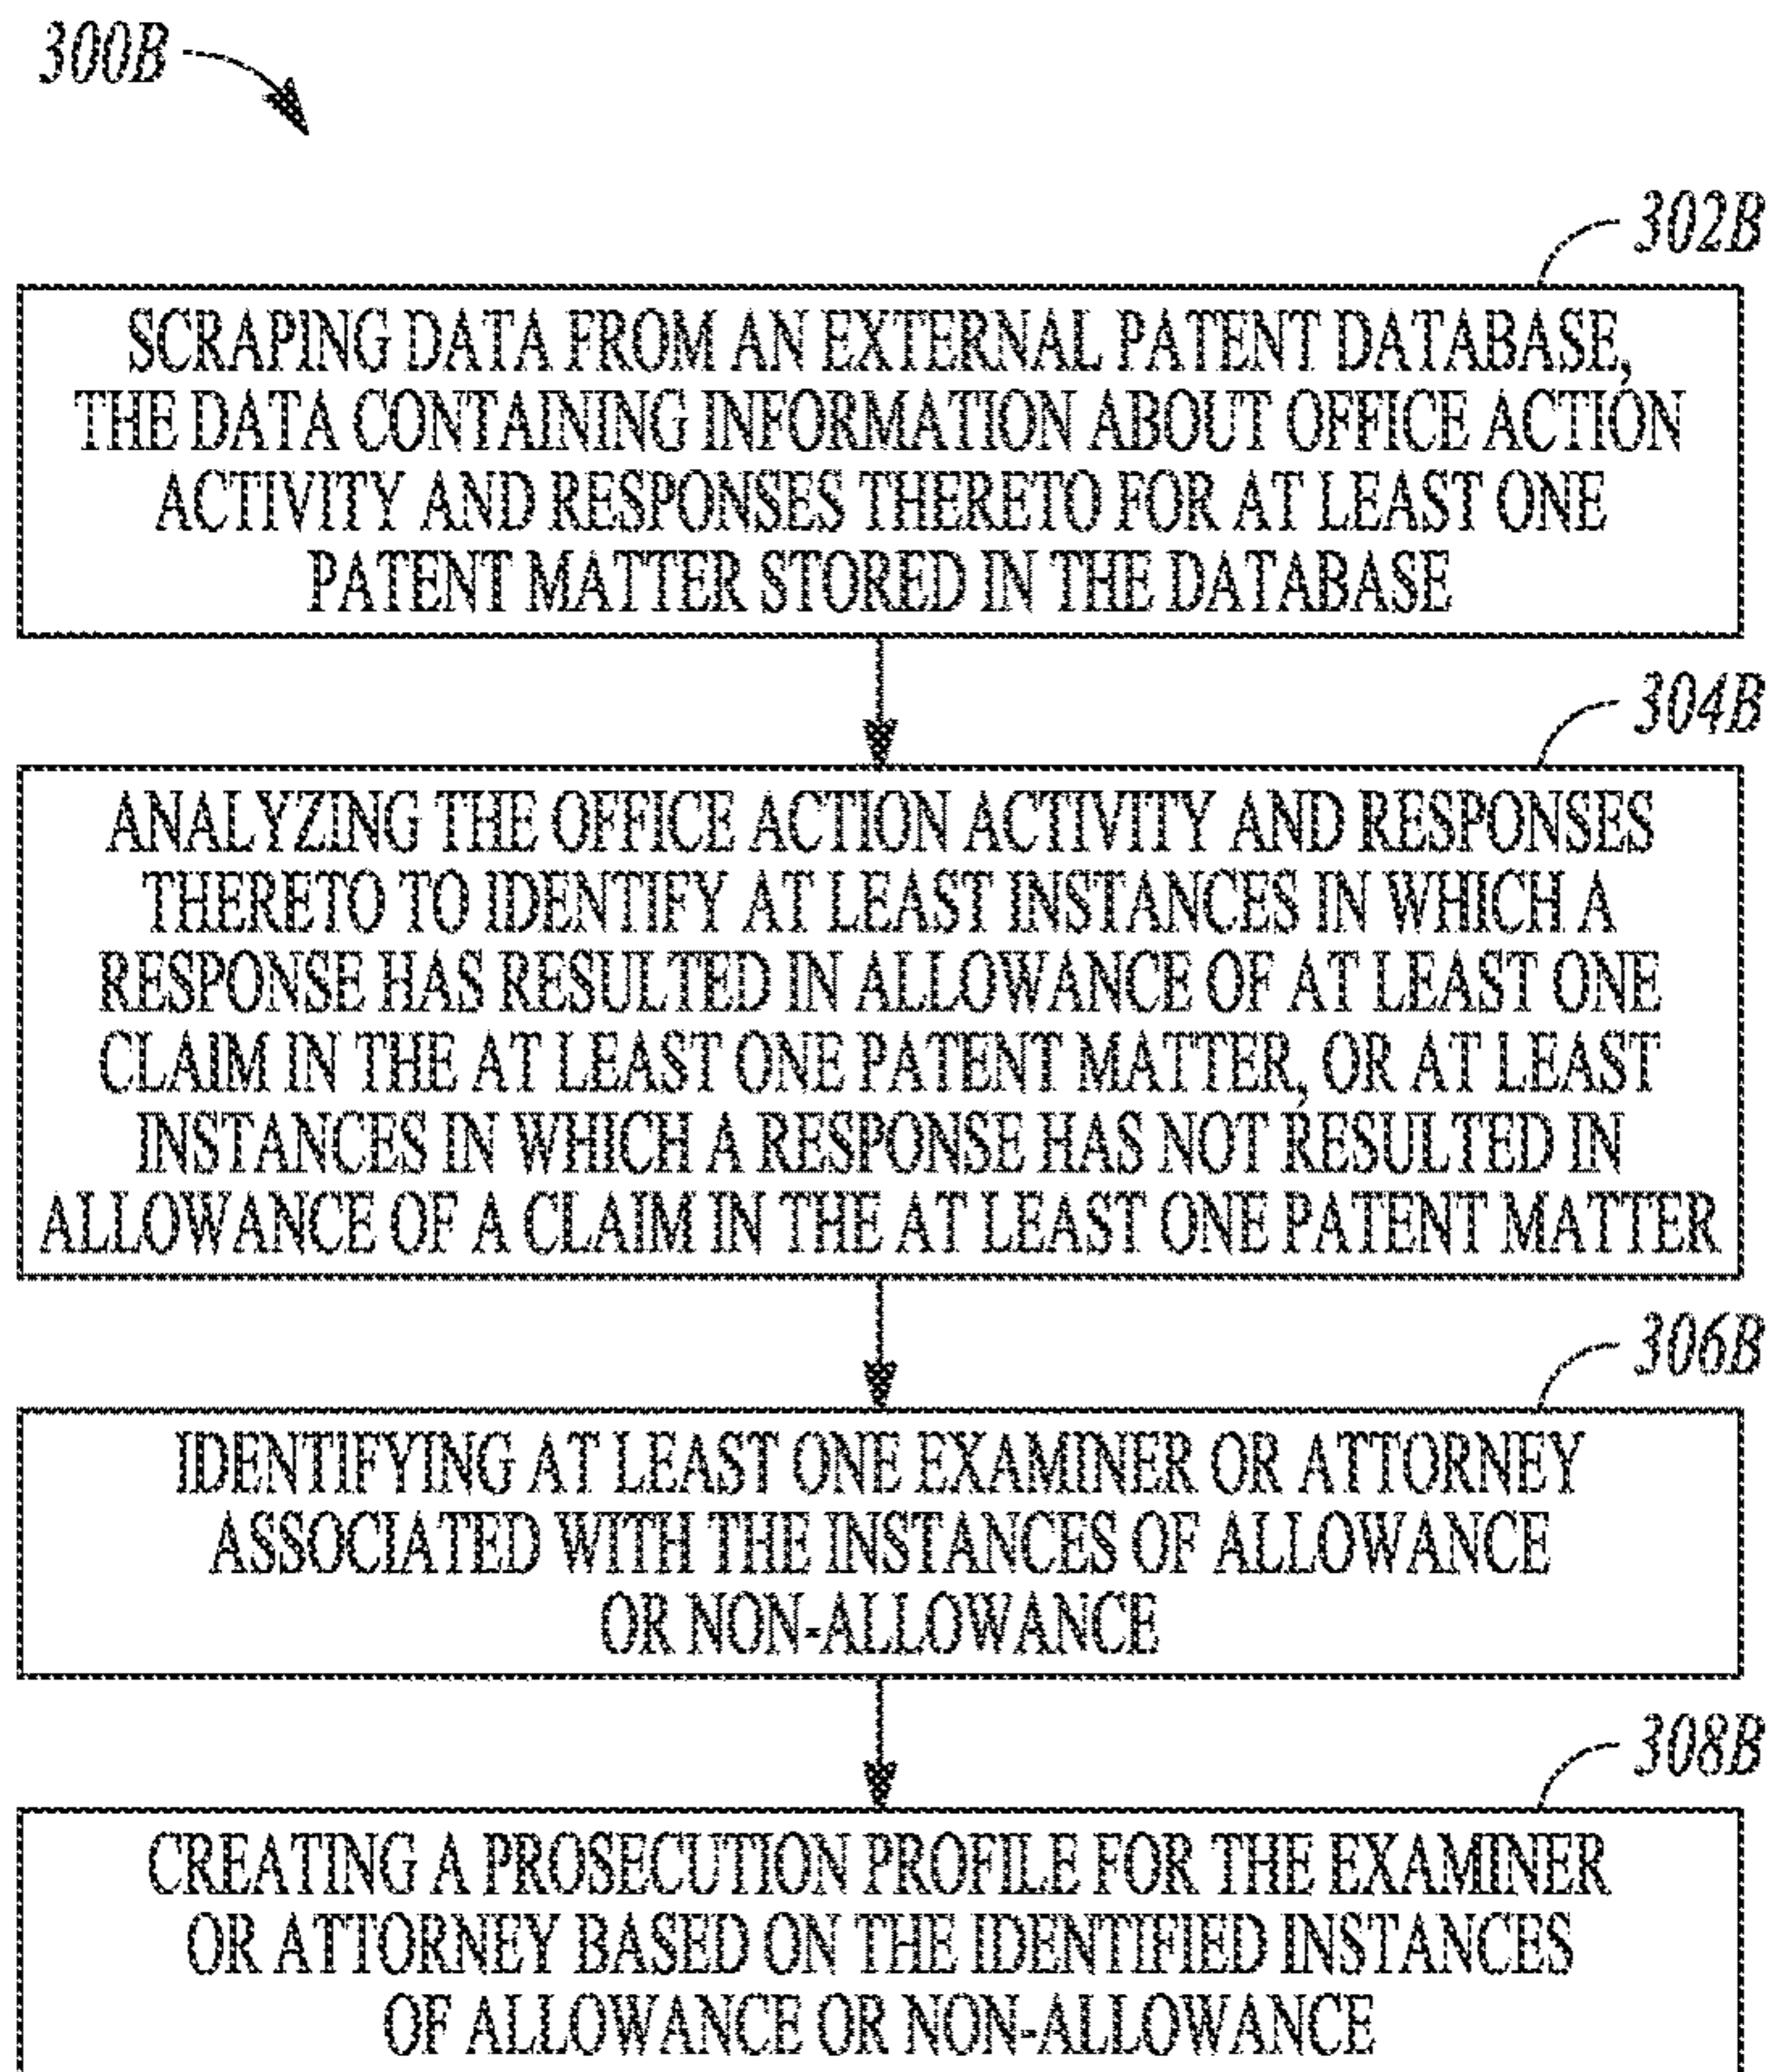 300B
302B
SCRAPING DATA FROM AN EXTERNAL PATENT DATABASE,
THE DATA CONTAINING INFORMATION ABOUT OFFICE ACTION
ACTIVITY AND RESPONSES THERETO FOR AT LEAST ONE
PATENT MATTER STORED IN THE DATABASE
304B
ANALYZING THE OFFICE ACTION ACTIVITY AND RESPONSES
THERETO TO IDENTIFY AT LEAST INSTANCES IN WHICH A
RESPONSE HAS RESULTED IN ALLOWANCE OF AT LEAST ONE
CLAIM IN THE AT LEAST ONE PATENT MATTER, OR AT LEAST
INSTANCES IN WHICH A RESPONSE HAS NOT RESULTED IN
ALLOWANCE OF A CLAIM IN THE AT LEAST ONE PATENT MATTER
306B
IDENTIFYING AT LEAST ONE EXAMINER OR ATTORNEY
ASSOCIATED WITH THE INSTANCES OF ALLOWANCE
OR NON-ALLOWANCE
308B
CREATING A PROSECUTION PROFILE FOR THE EXAMINER
OR ATTORNEY BASED ON THE IDENTIFIED INSTANCES
OF ALLOWANCE OR NON-ALLOWANCE